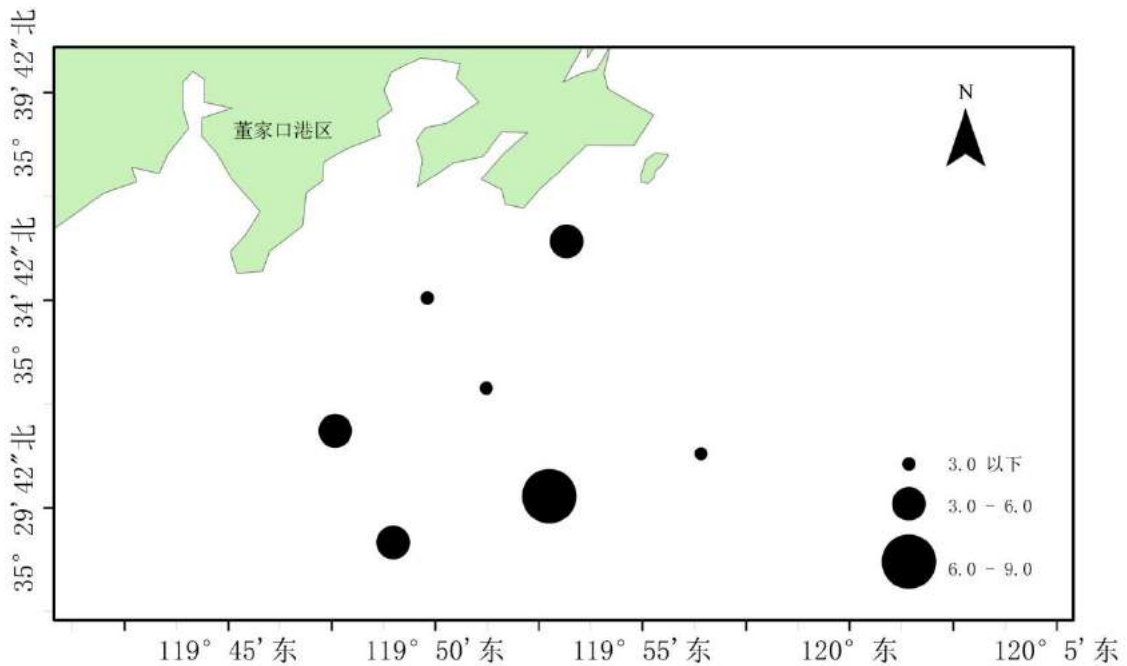 N
董家口港区
35° 39′ 42″北
35° 34′ 42″北
35° 29′ 42″北
3.0 以下
3.0 - 6.0
6.0 - 9.0
119° 45′东
119° 50′东
119° 55′东
120° 东
120° 5′东